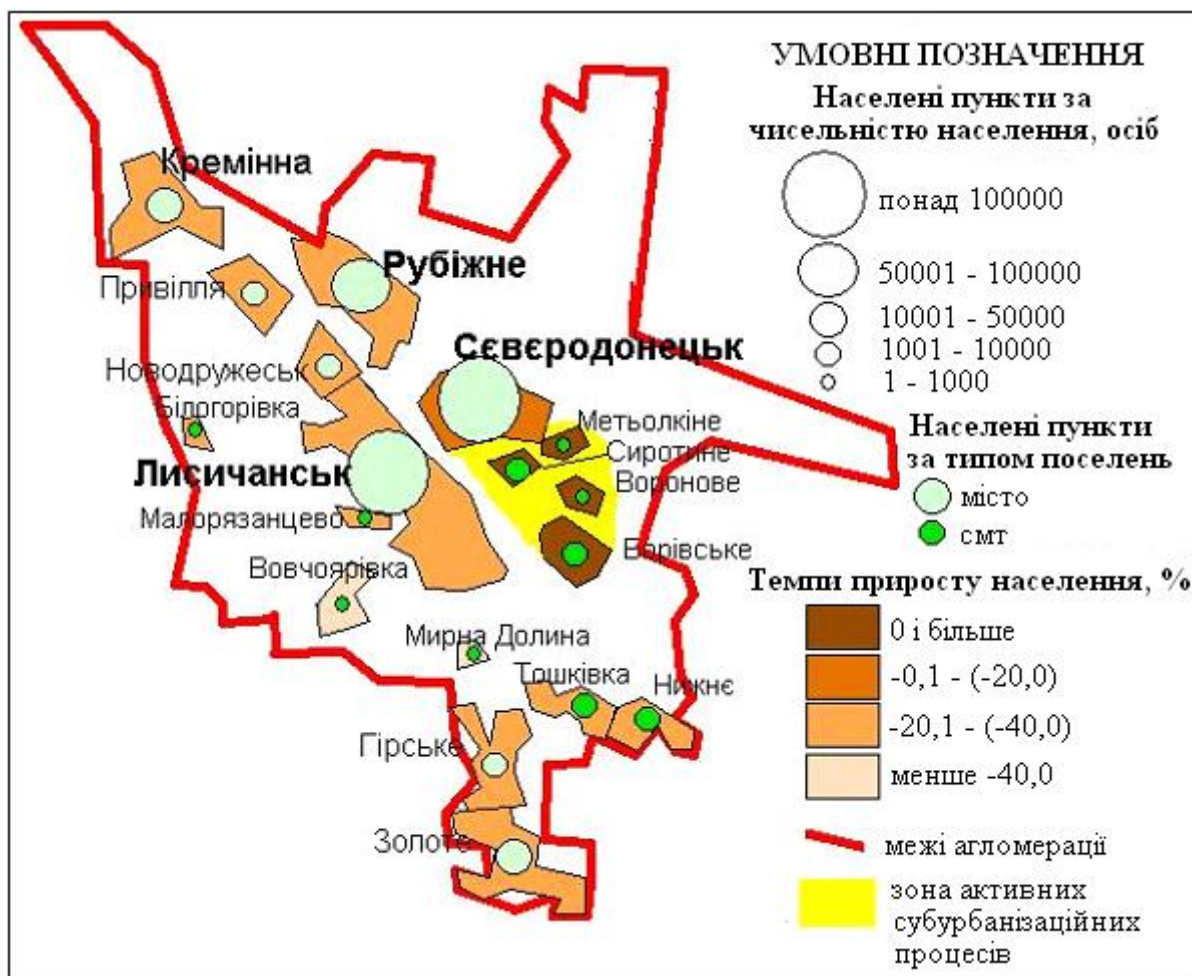 УМОВНІ ПОЗНАЧЕННЯ
Населені пункти за
чисельністю населення, осіб
понад 100000
50001 - 100000
10001 - 50000
1001 - 10000
1 - 1000
Населені пункти
за типом поселень
місто
смт
Темпи приросту населення, %
0 і більше
-0,1 - (-20,0)
-20,1 - (-40,0)
менше -40,0
межі агломерації
зона активних
субурбанізаційних
процесів
Кремінна
Рубіжне
Привілля
Сєвєродонецьк
Новодружеськ
Білогорівка
Метьолкіне
Сиротине
Лисичанськ
Воронове
Малорязанцево
Борівське
Вовчоярівка
Мирна Долина
Тошківка
Нижнє
Гірське
Золоте